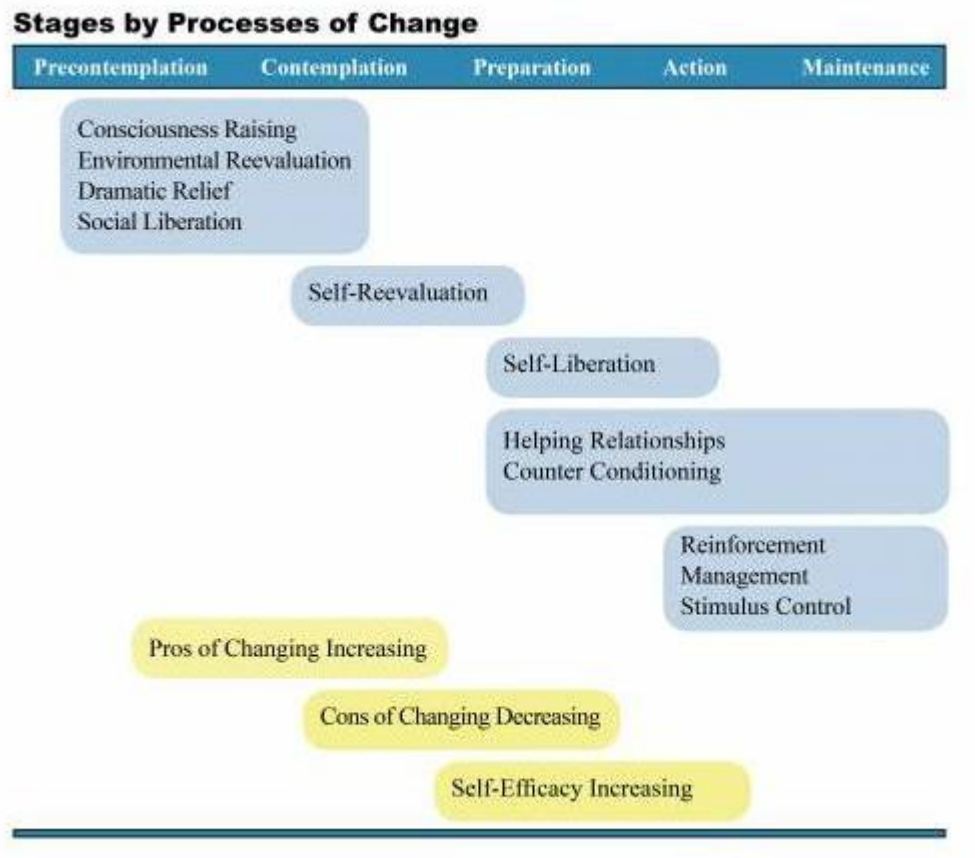 Stages by Processes of Change
Precontemplation Contemplation Preparation Action Maintenance
Consciousness Raising
Environmental Reevaluation
Dramatic Relief
Social Liberation
Self-Reevaluation
Self-Liberation
Helping Relationships
Counter Conditioning
Reinforcement
Management
Stimulus Control
Pros of Changing Increasing
Cons of Changing Decreasing
Self-Efficacy Increasing